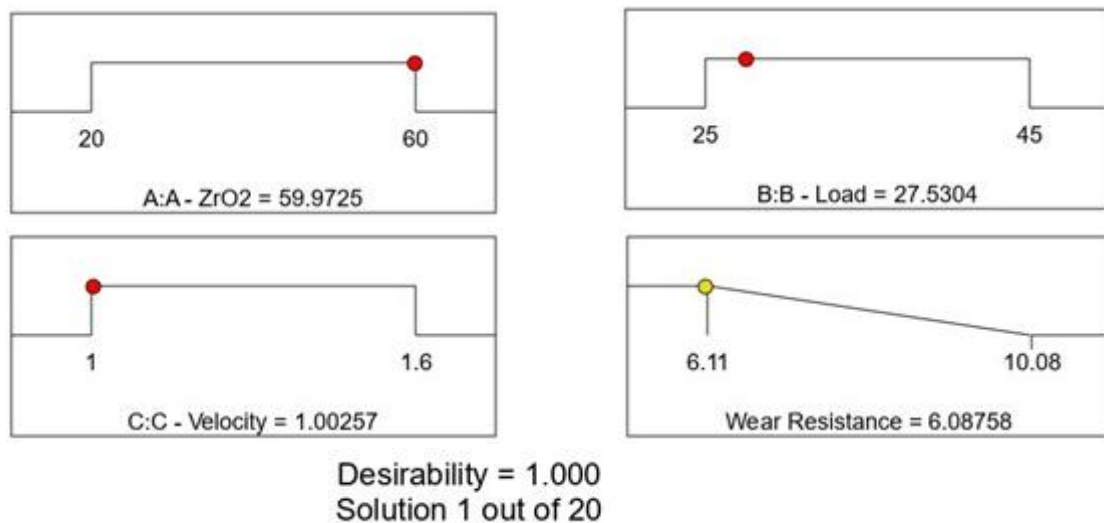 20 60
A:A - ZrO2 = 59.9725
25 45
B:B - Load = 27.5304
1 1.6
C:C - Velocity = 1.00257
6.11 10.08
Wear Resistance = 6.08758
Desirability = 1.000
Solution 1 out of 20